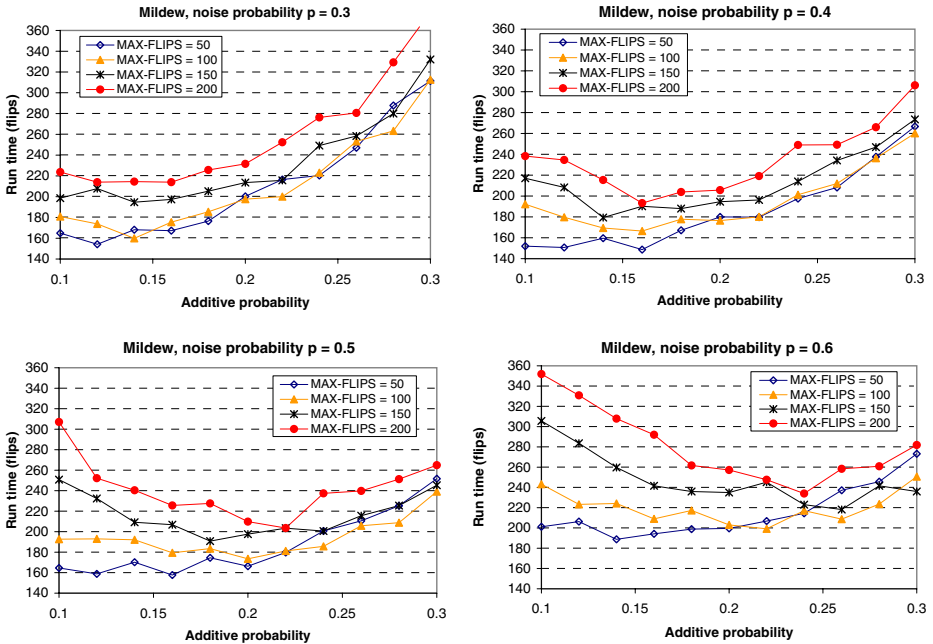 Mildew, noise probability p = 0.3
360
340
320
300
280
260
240
220
200
180
160
140
Run time (flips)
MAX-FLIPS = 50
MAX-FLIPS = 100
MAX-FLIPS = 150
MAX-FLIPS = 200
0.1
0.15
0.2
0.25
0.3
Additive probability
Mildew, noise probability p = 0.4
360
340
320
300
280
260
240
220
200
180
160
140
Run time (flips)
MAX-FLIPS = 50
MAX-FLIPS = 100
MAX-FLIPS = 150
MAX-FLIPS = 200
0.1
0.15
0.2
0.25
0.3
Additive probability
Mildew, noise probability p = 0.5
360
340
320
300
280
260
240
220
200
180
160
140
Run time (flips)
MAX-FLIPS = 50
MAX-FLIPS = 100
MAX-FLIPS = 150
MAX-FLIPS = 200
0.1
0.15
0.2
0.25
0.3
Additive probability
Mildew, noise probability p = 0.6
360
340
320
300
280
260
240
220
200
180
160
140
Run time (flips)
MAX-FLIPS = 50
MAX-FLIPS = 100
MAX-FLIPS = 150
MAX-FLIPS = 200
0.1
0.15
0.2
0.25
0.3
Additive probability